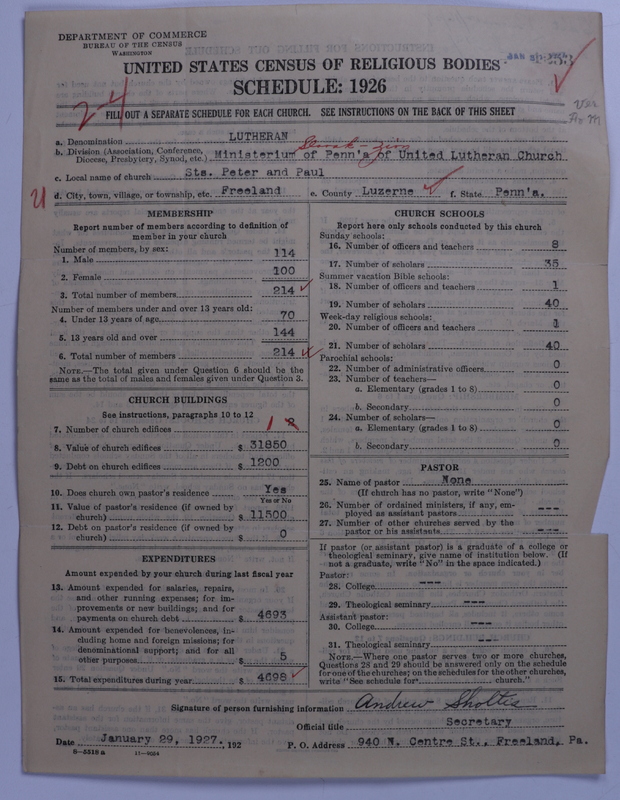 DEPARTMENT OF COMMERCE
BUREAU OF THE CENSUS
WASHINGTON
UNITED STATES CENSUS OF RELIGIOUS BODIES
SCHEDULE: 1926
2-4
FILL OUT A SEPARATE SCHEDULE FOR EACH CHURCH. SEE INSTRUCTIONS ON THE BACK OF THIS SHEET
a. Denomination LUTHERAN
b. Division (Association, Conference, Diocese, Presbytery, Synod, etc.) Ministerium of Penn'a of United Lutheran Church
c. Local name of church Sts. Peter and Paul
d. City, town, village, or township, etc. Freeland e. County Luzerne f. State Penn'a.
MEMBERSHIP
Report number of members according to definition of
member in your church
Number of members, by sex:
1. Male 114
2. Female 100
3. Total number of members 214
Number of members under and over 13 years old:
4. Under 13 years of age 70
5. 13 years old and over 144
6. Total number of members 214
NOTE.—The total given under Question 6 should be
same as the total of males and females given under Question 3.
CHURCH BUILDINGS
See instructions, paragraphs 10 to 12
7. Number of church edifices 1
8. Value of church edifices $ 31850
9. Debt on church edifices $ 1200
10. Does church own pastor's residence Yes
Yes or No
11. Value of pastor's residence (if owned by
church) $ 11500
12. Debt on pastor's residence (if owned by
church) $ 0
EXPENDITURES
Amount expended by your church during last fiscal year
13. Amount expended for salaries, repairs,
and other running expenses; for im-
provements or new buildings; and for
payments on church debt $ 4693
14. Amount expended for benevolences, in-
cluding home and foreign missions; for
denominational support; and for all
other purposes $ 5
15. Total expenditures during year $ 4698
CHURCH SCHOOLS
Report here only schools conducted by this church
Sunday schools:
16. Number of officers and teachers 8
17. Number of scholars 35
Summer vacation Bible schools:
18. Number of officers and teachers 1
19. Number of scholars 40
Week-day religious schools:
20. Number of officers and teachers 1
21. Number of scholars 40
Parochial schools:
22. Number of administrative officers 0
23. Number of teachers—
a. Elementary (grades 1 to 8) 0
b. Secondary 0
24. Number of scholars—
a. Elementary (grades 1 to 8) 0
b. Secondary 0
PASTOR
25. Name of pastor None
(If church has no pastor, write "None")
26. Number of ordained ministers, if any, em-
ployed as assistant pastors ---
27. Number of other churches served by the
pastor or his assistants ---
If pastor (or assistant pastor) is a graduate of a college or
theological seminary, give name of institution below. (If
not a graduate, write "No" in the space indicated.)
Pastor:
28. College ---
29. Theological seminary ---
Assistant pastor:
30. College ---
31. Theological seminary ---
NOTE.—Where one pastor serves two or more churches,
Questions 28 and 29 should be answered only on the schedule
for one of the churches; on the schedules for the other churches,
write "See schedule for church."
Signature of person furnishing information Andrew Sholtis
Official title Secretary
Date January 29, 1927. , 192 P. O. Address 940 N. Centre St., Freeland, Pa.
8-5518 a 11-9064